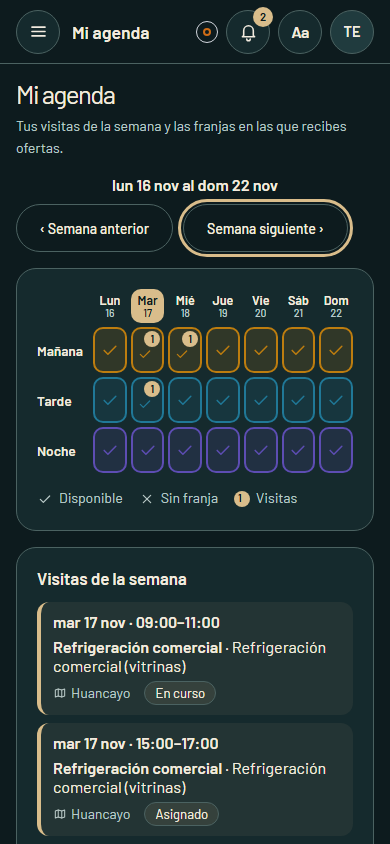 Mi agenda
2
Aa
TE
Mi agenda
Tus visitas de la semana y las franjas en las que recibes
ofertas.
lun 16 nov al dom 22 nov
‹ Semana anterior
Semana siguiente ›
Lun Mar Mié Jue Vie Sáb Dom
16 17 18 19 20 21 22
Mañana 1 1
Tarde 1
Noche
Disponible Sin franja 1 Visitas
Visitas de la semana
mar 17 nov · 09:00–11:00
Refrigeración comercial · Refrigeración
comercial (vitrinas)
Huancayo En curso
mar 17 nov · 15:00–17:00
Refrigeración comercial · Refrigeración
comercial (vitrinas)
Huancayo Asignado